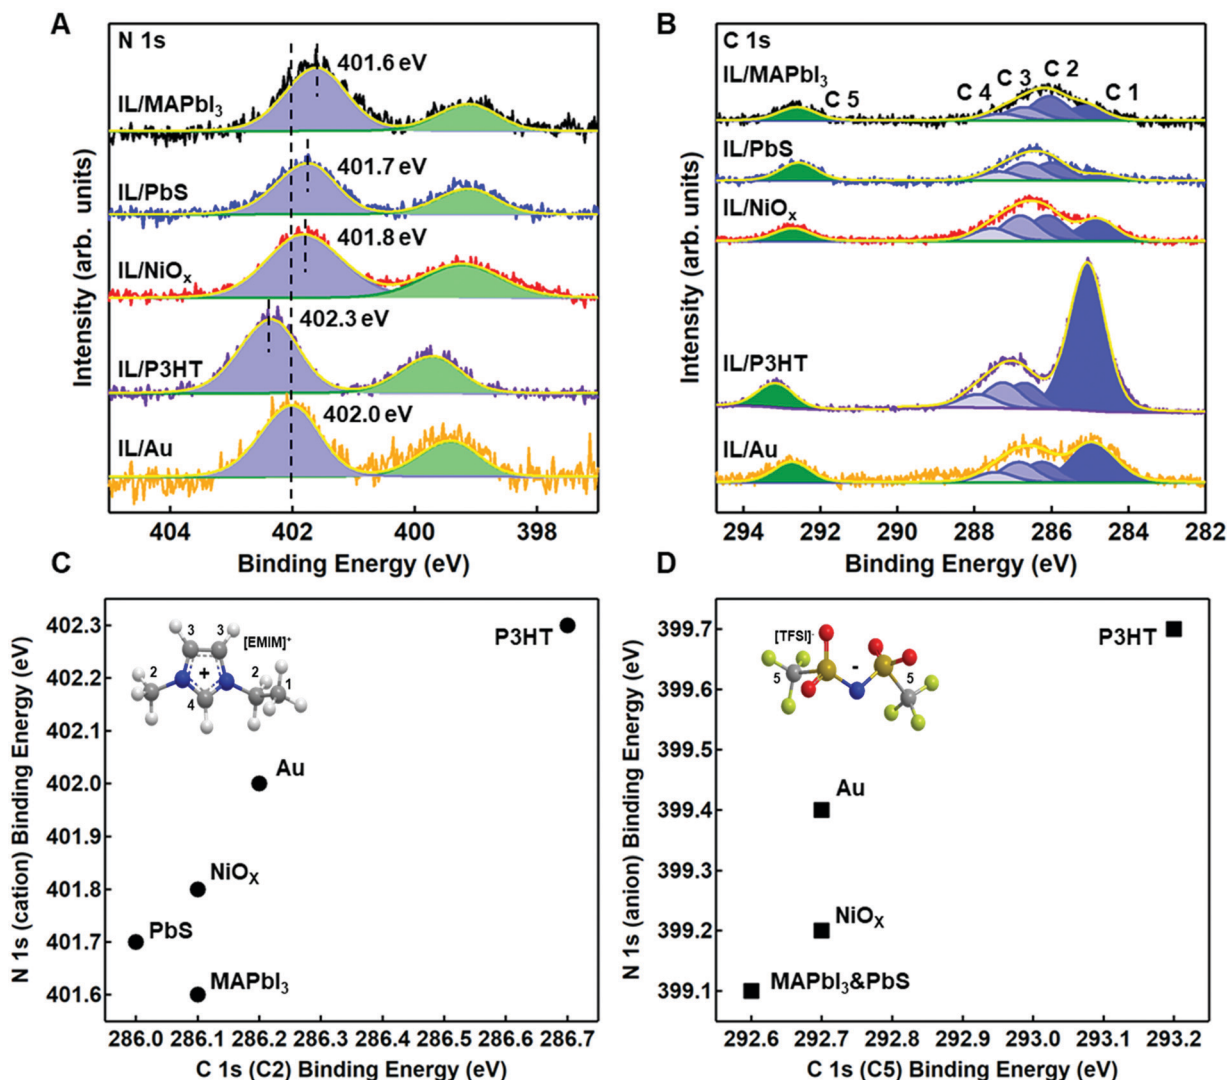 A
N 1s
IL/MAPbI₃
401.6 eV
IL/PbS
401.7 eV
IL/NiOₓ
401.8 eV
IL/P3HT
402.3 eV
IL/Au
402.0 eV
Intensity (arb. units)
404 402 400 398
Binding Energy (eV)
B
C 1s
IL/MAPbI₃
C 5
C 4
C 3
C 2
C 1
IL/PbS
IL/NiOₓ
IL/P3HT
IL/Au
Intensity (arb. units)
294 292 290 288 286 284 282
Binding Energy (eV)
C
N 1s (cation) Binding Energy (eV)
402.3
402.2
402.1
402.0
401.9
401.8
401.7
401.6
3 3
[EMIM]⁺
2 2 1
+
4
P3HT
Au
NiOX
PbS
MAPbI₃
286.0 286.1 286.2 286.3 286.4 286.5 286.6 286.7
C 1s (C2) Binding Energy (eV)
D
N 1s (anion) Binding Energy (eV)
399.7
399.6
399.5
399.4
399.3
399.2
399.1
[TFSI]⁻
5
-
5
P3HT
Au
NiOX
MAPbI₃&PbS
292.6 292.7 292.8 292.9 293.0 293.1 293.2
C 1s (C5) Binding Energy (eV)